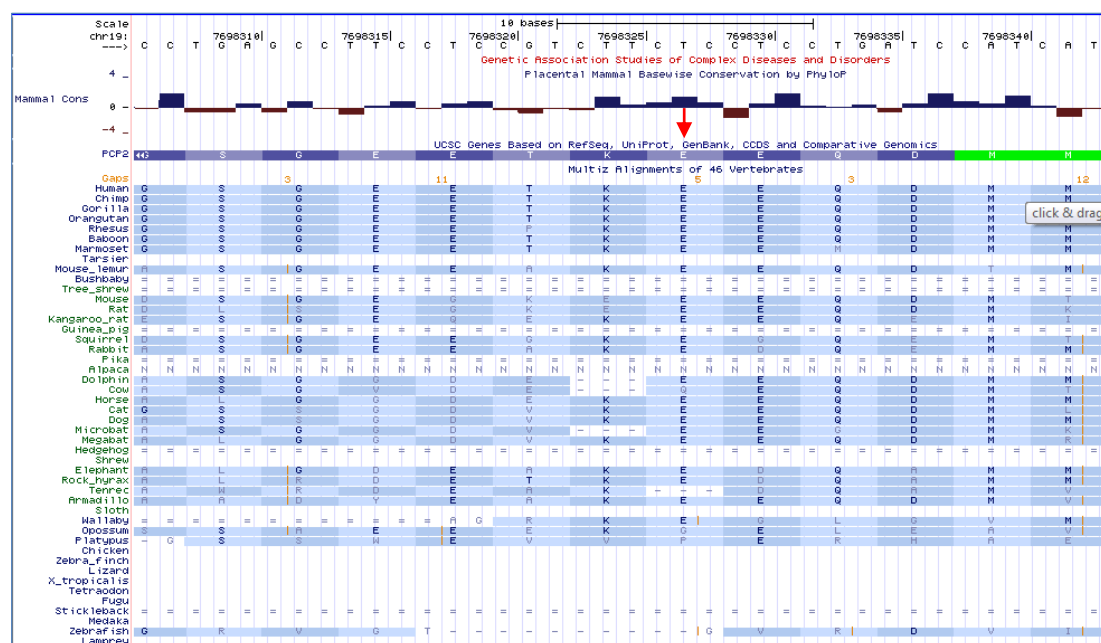 Scale 10 bases
chr19: 7698310 7698315 7698320 7698325 7698330 7698335 7698340
---> C C T G A G C C T T C C T C C G T C T T C T C C T C C T G A T C C A T C A T
Genetic Association Studies of Complex Diseases and Disorders
Placental Mammal Basewise Conservation by PhyloP
4 _
Mammal Cons 0 -
-4 _
UCSC Genes Based on RefSeq, UniProt, GenBank, CCDS and Comparative Genomics
PCP2 G S G E E T K E E Q D M M
Multiz Alignments of 46 Vertebrates
Gaps 3 11 5 3 12
Human G S G E E T K E E Q D M M
Chimp G S G E E T K E E Q D M M
Gorilla G S G E E T K E E Q D M M
Orangutan G S G E E T K E E Q D M M
click & drag
Rhesus G S G E E P K E E Q D M M
Baboon G S G E E T K E E Q D M M
Marmoset G S G E E T K E E M D M M
Tarsier
Mouse_lemur A S G E E A K E E Q D T M
Bushbaby = = = = = = = = = = = = = = = = = = = = = = = = = = = = = = = = = = = = = =
Tree_shrew = = = = = = = = = = = = = = = = = = = = = = = = = = = = = = = = = = = = = =
Mouse D S G E G K E E E Q D M T
Rat D L S E G K E E E Q D M K
Kangaroo_rat E S G E Q E K E E Q E M I
Guinea_pig = = = = = = = = = = = = = = = = = = = = = = = = = = = = = = = = = = = = = =
Squirrel D S G E E G K E G Q E M T
Rabbit A S G E E A K E D Q E M M
Pika = = = = = = = = = = = = = = = = = = = = = = = = = = = = = = = = = = = = = =
Alpaca N N N N N N N N N N N N N N N N N N N N N N N N N N N N N N N N N N N N N N
Dolphin A S G G D E - - - E E Q D M M
Cow A S G V D E - - - Q E Q D M T
Horse A L G G D E K E E Q D M M
Cat G S S G D V K E E Q D M L
Dog A S S G D V K E E Q D M M
Microbat A S G G D V - - - E E G D M K
Megabat A L G G D V K E E Q D M R
Hedgehog = = = = = = = = = = = = = = = = = = = = = = = = = = = = = = = = = = = = = =
Shrew
Elephant A L G D E A K E D Q A M M
Rock_hyrax A L R D E T K E D Q A M M
Tenrec A W R D E A K - - - D Q A M V
Armadillo A A D Y E A K E D Q D M V
Sloth
Wallaby = = = = = = = = = = = = A G R K E G L G V M
Opossum S S A E E E K G E L E A V
Platypus - G S S W E V V P E R H A E
Chicken
Zebra_finch
Lizard
X_tropicalis
Tetraodon
Fugu
Stickleback = = = = = = = = = = = = = = = = = = = = = = = = = = = = = = = = = = = = = =
Medaka
Zebrafish G R V G T - - - - - - - - - - G V R D V I
Lamprey